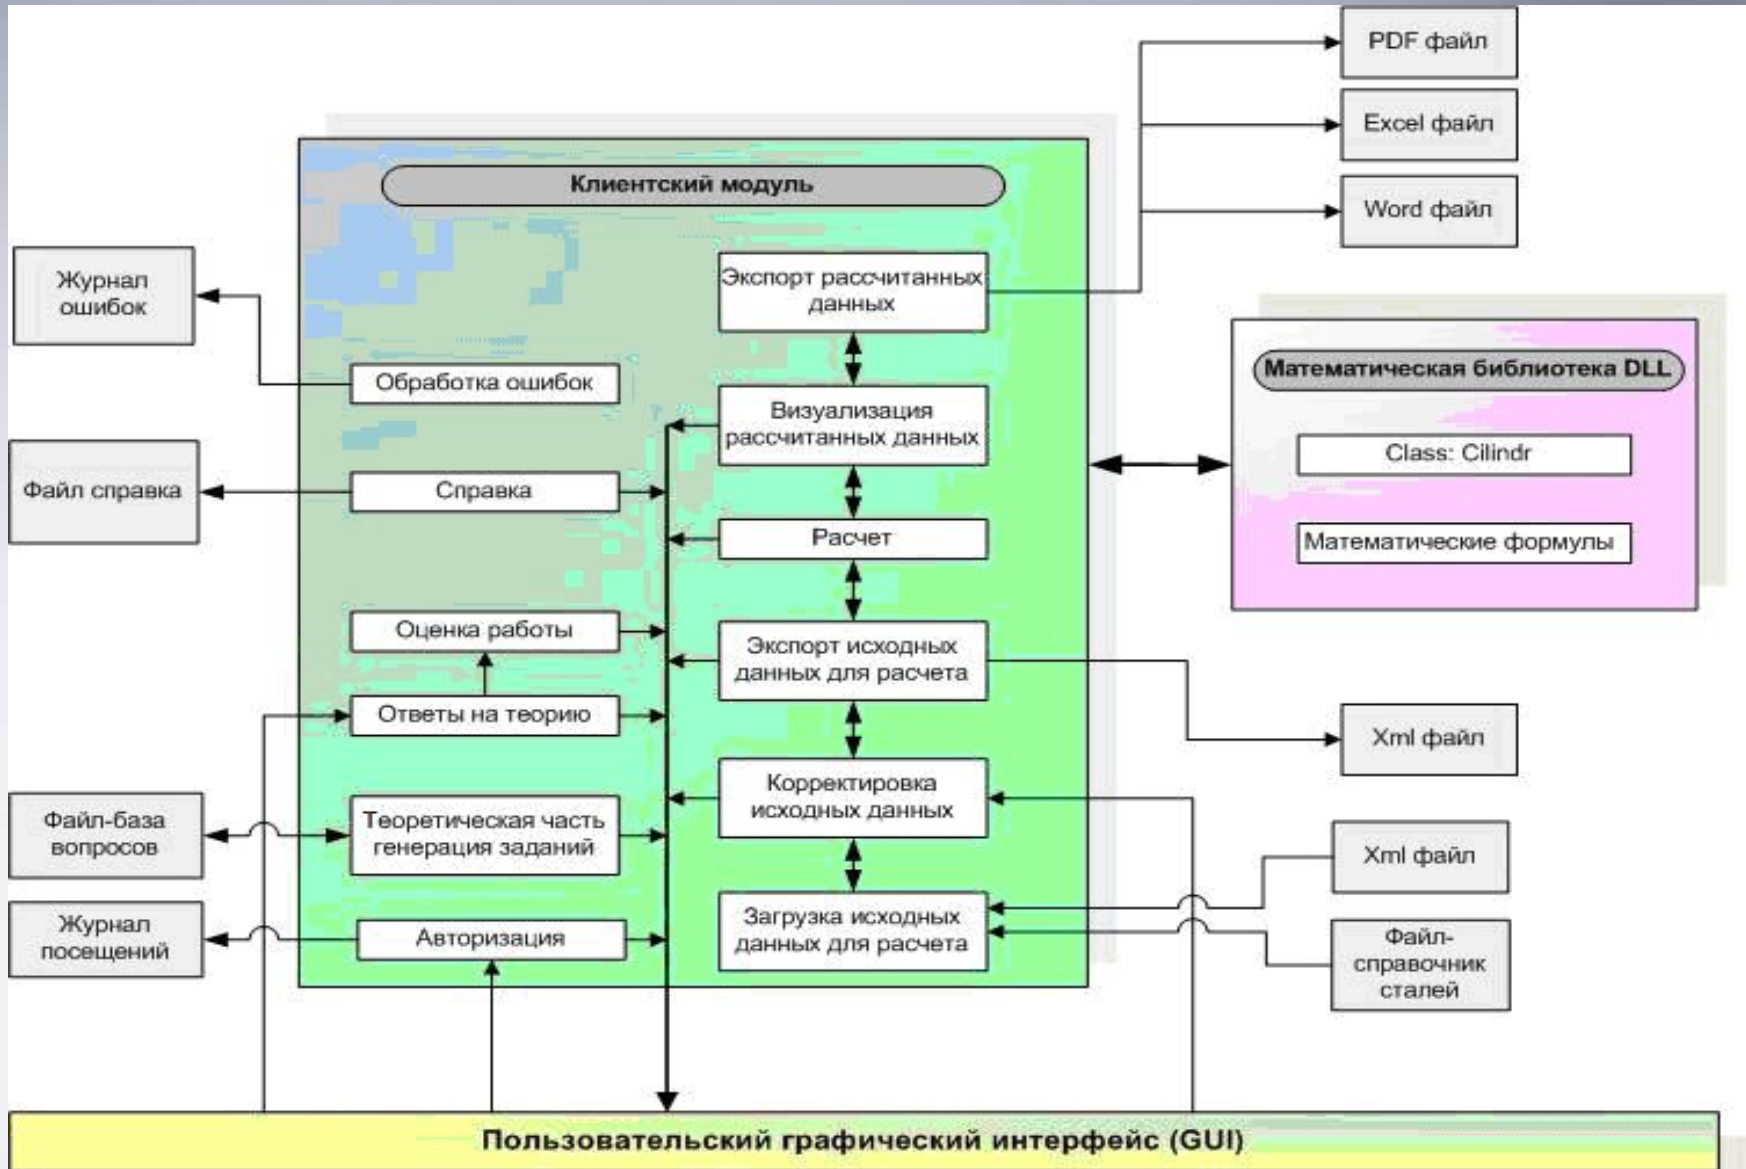 PDF файл
Excel файл
Word файл
Клиентский модуль
Экспорт рассчитанных
данных
Журнал
ошибок
Обработка ошибок
Визуализация
рассчитанных данных
Математическая библиотека DLL
Class: Cilindr
Математические формулы
Файл справка
Справка
Расчет
Оценка работы
Экспорт исходных
данных для расчета
Ответы на теорию
Xml файл
Корректировка
исходных данных
Файл-база
вопросов
Теоретическая часть
генерация заданий
Xml файл
Журнал
посещений
Авторизация
Загрузка исходных
данных для расчета
Файл-
справочник
сталей
Пользовательский графический интерфейс (GUI)